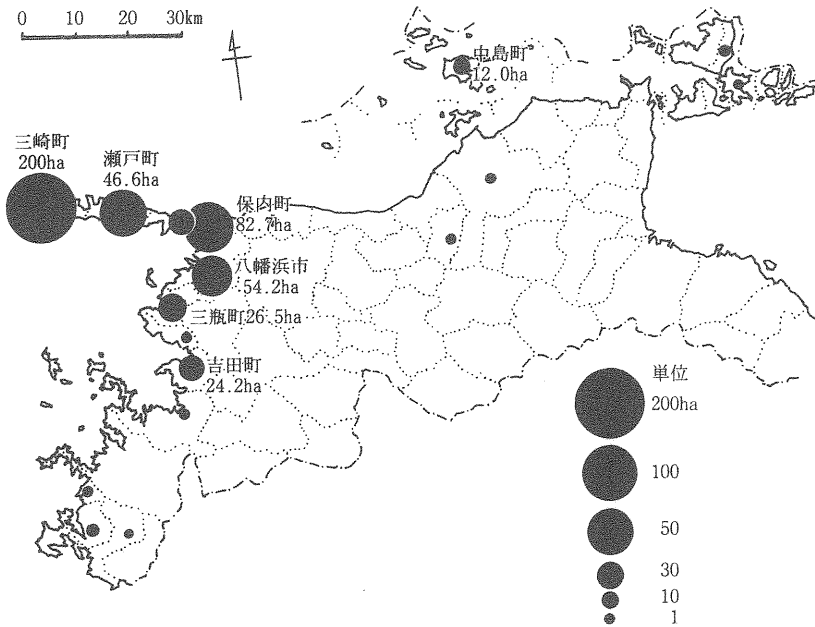 0 10 20 30km
中島町
12.0ha
三崎町
200ha
瀬戸町
46.6ha
保内町
82.7ha
八幡浜市
54.2ha
三瓶町26.5ha
吉田町
24.2ha
単位
200ha
100
50
30
10
1